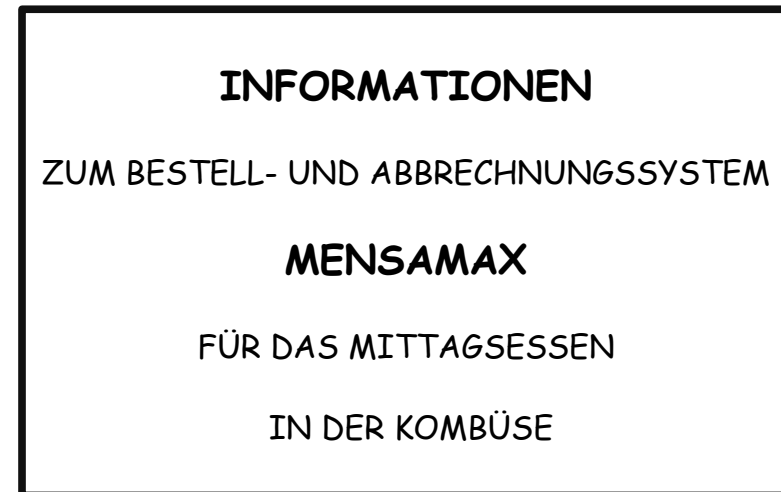 INFORMATIONEN
ZUM BESTELL- UND ABBRECHNUNGSSYSTEM
MENSAMAX
FÜR DAS MITTAGSESSEN
IN DER KOMBÜSE